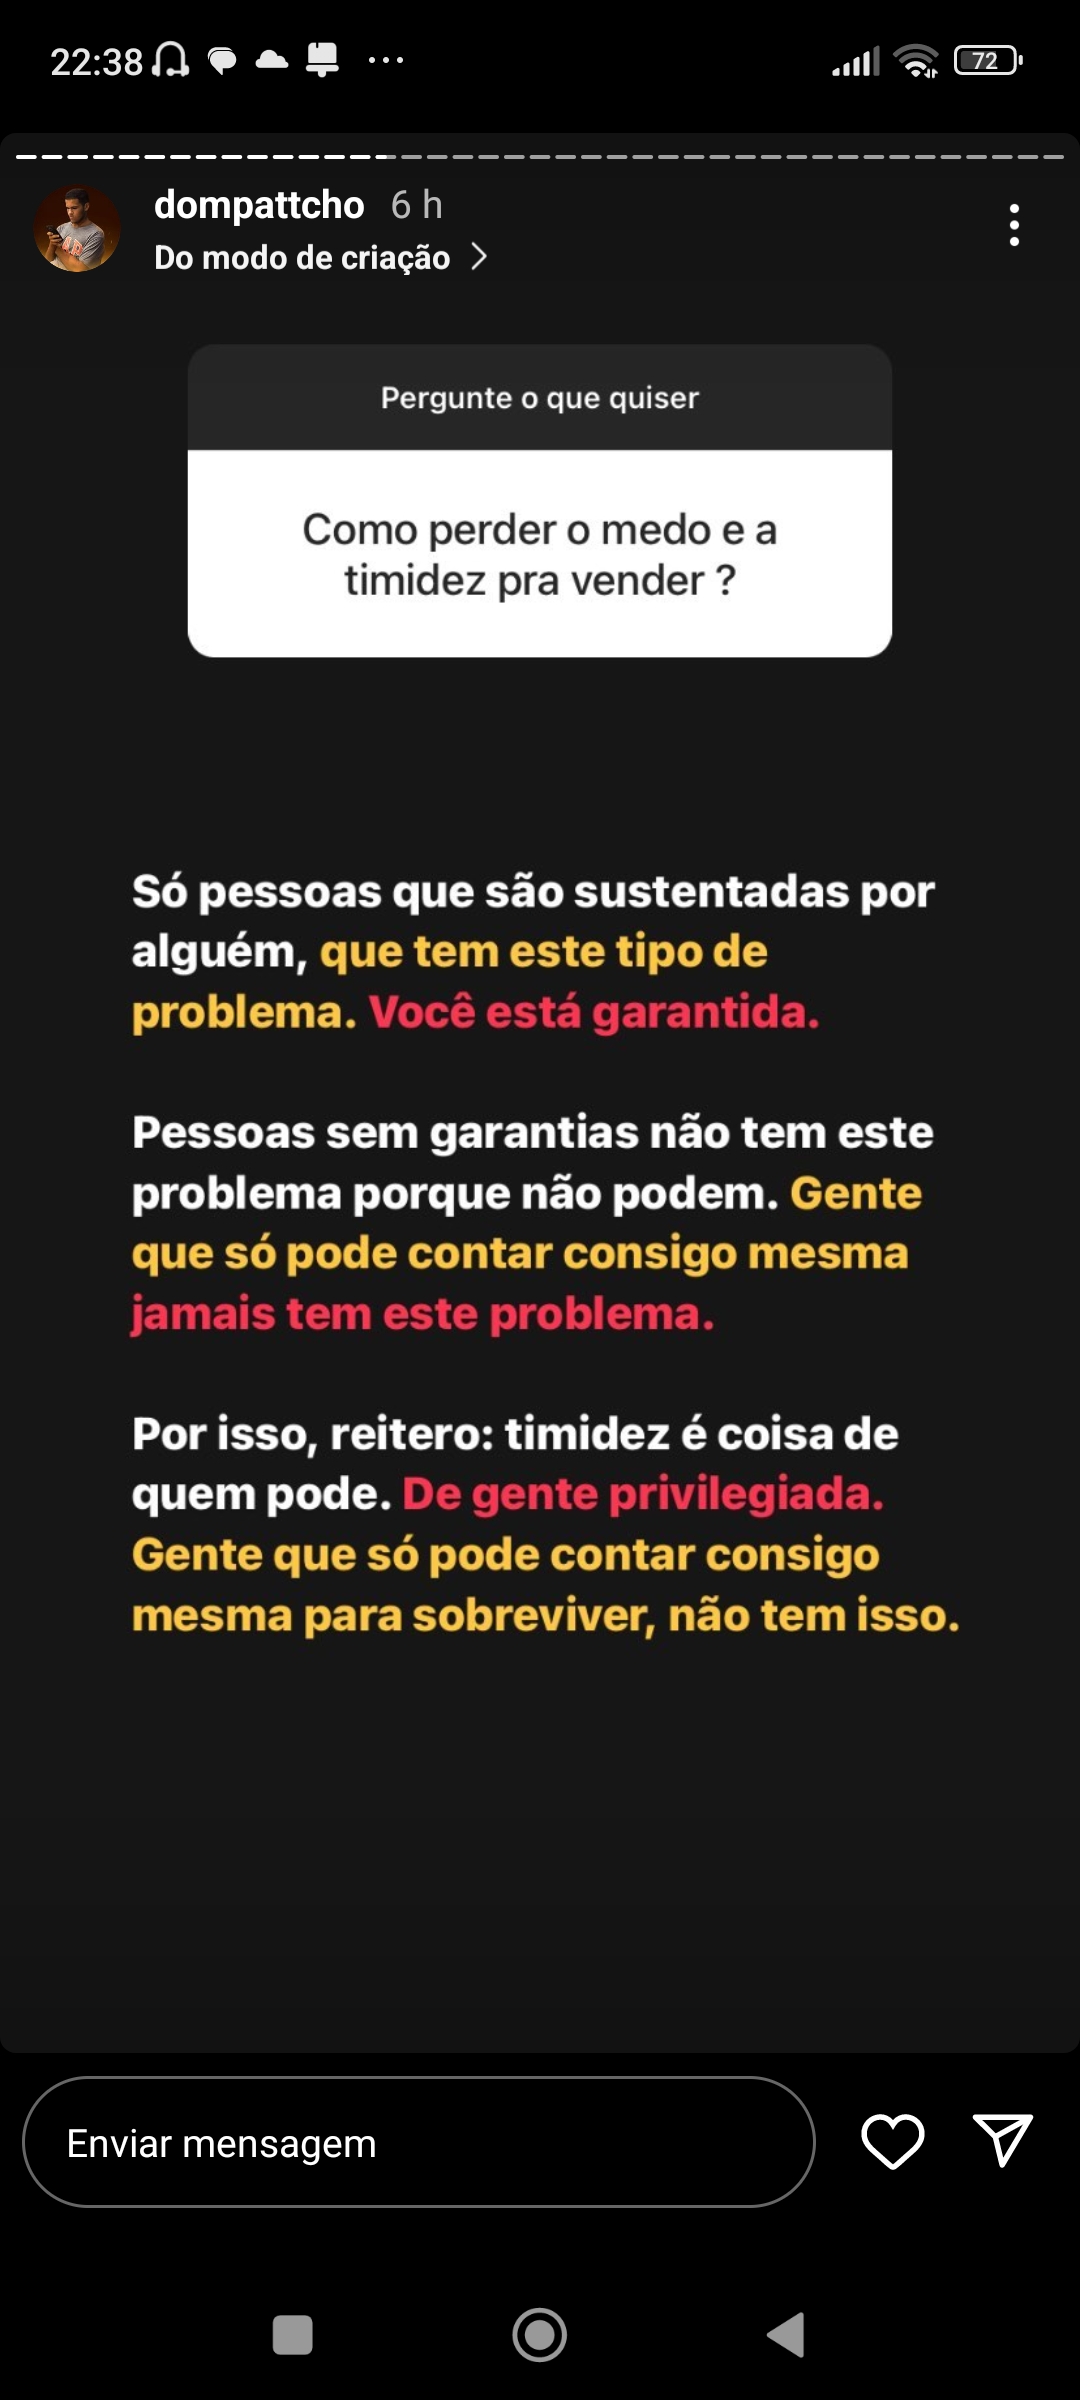 22:38
72
dompattcho 6 h
Do modo de criação
Pergunte o que quiser
Como perder o medo e a
timidez pra vender ?
Só pessoas que são sustentadas por
alguém, que tem este tipo de
problema. Você está garantida.
Pessoas sem garantias não tem este
problema porque não podem. Gente
que só pode contar consigo mesma
jamais tem este problema.
Por isso, reitero: timidez é coisa de
quem pode. De gente privilegiada.
Gente que só pode contar consigo
mesma para sobreviver, não tem isso.
Enviar mensagem